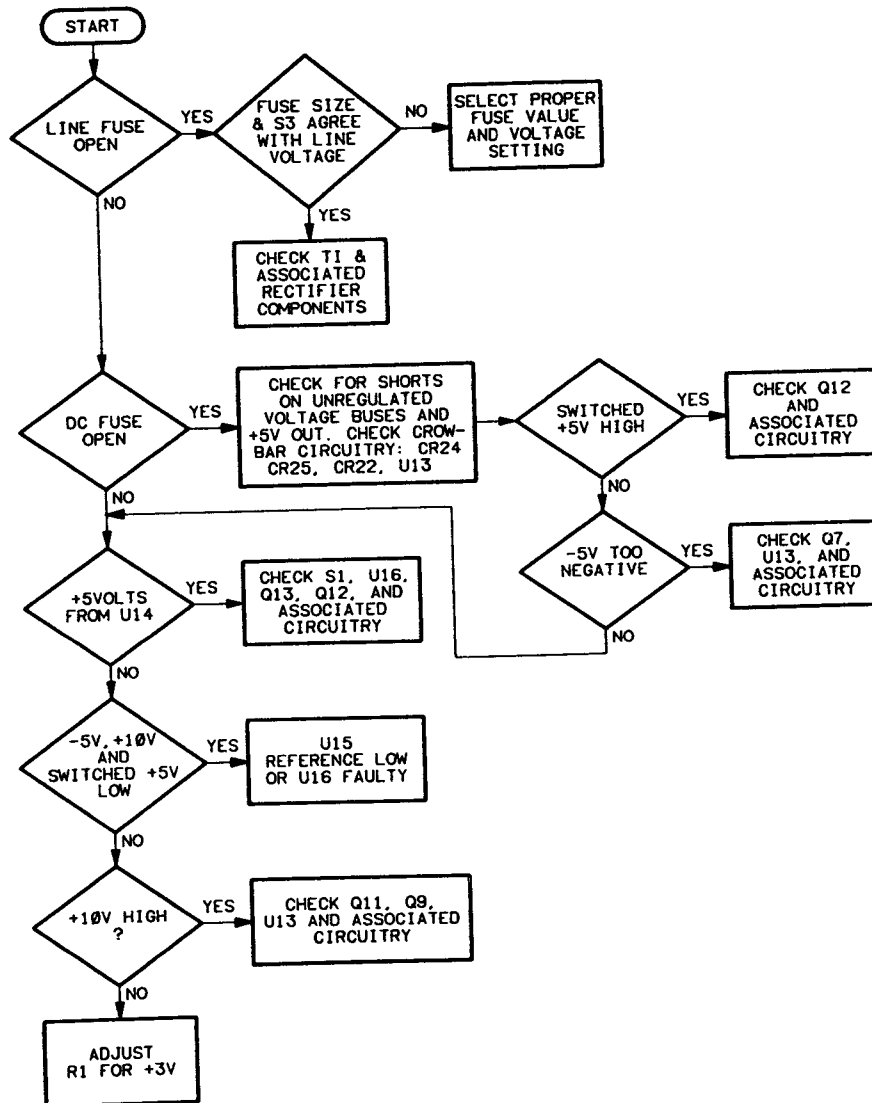 START
LINE FUSE
OPEN
YES
NO
FUSE SIZE
& S3 AGREE
WITH LINE
VOLTAGE
NO
YES
SELECT PROPER
FUSE VALUE
AND VOLTAGE
SETTING
CHECK TI &
ASSOCIATED
RECTIFIER
COMPONENTS
DC FUSE
OPEN
YES
NO
CHECK FOR SHORTS
ON UNREGULATED
VOLTAGE BUSES AND
+5V OUT. CHECK CROW-
BAR CIRCUITRY: CR24
CR25, CR22, U13
SWITCHED
+5V HIGH
YES
NO
CHECK Q12
AND
ASSOCIATED
CIRCUITRY
-5V TOO
NEGATIVE
YES
NO
CHECK Q7,
U13, AND
ASSOCIATED
CIRCUITRY
+5VOLTS
FROM U14
YES
NO
CHECK S1, U16,
Q13, Q12, AND
ASSOCIATED
CIRCUITRY
-5V, +10V
AND
SWITCHED +5V
LOW
YES
NO
U15
REFERENCE LOW
OR U16 FAULTY
+10V HIGH
?
YES
NO
CHECK Q11, Q9,
U13 AND ASSOCIATED
CIRCUITRY
ADJUST
R1 FOR +3V